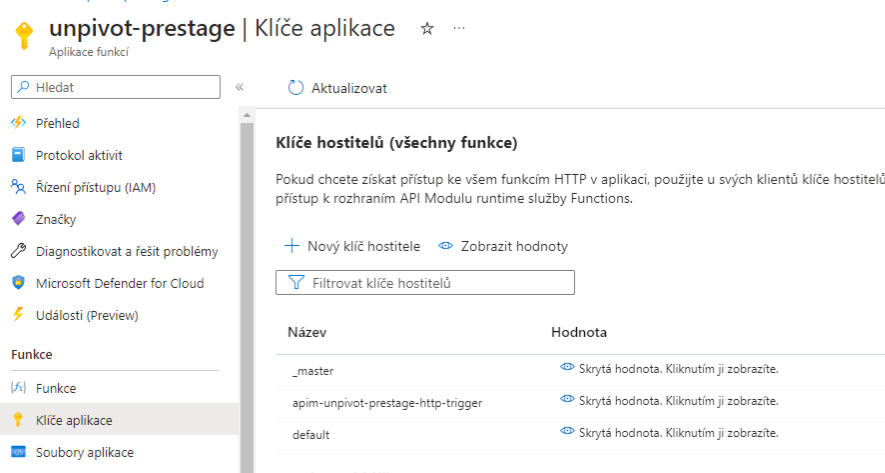 unpivot-prestage | Klíče aplikace
Aplikace funkcí
Hledat
Aktualizovat
Přehled
Protokol aktivit
Řízení přístupu (IAM)
Značky
Diagnostikovat a řešit problémy
Microsoft Defender for Cloud
Události (Preview)
Funkce
Funkce
Klíče aplikace
Soubory aplikace
Klíče hostitelů (všechny funkce)
Pokud chcete získat přístup ke všem funkcím HTTP v aplikaci, použijte u svých klientů klíče hostitelů
přístup k rozhraním API Modulu runtime služby Functions.
Nový klíč hostitele Zobrazit hodnoty
Filtrovat klíče hostitelů
Název Hodnota
_master Skrytá hodnota. Kliknutím ji zobrazíte.
apim-unpivot-prestage-http-trigger Skrytá hodnota. Kliknutím ji zobrazíte.
default Skrytá hodnota. Kliknutím ji zobrazíte.